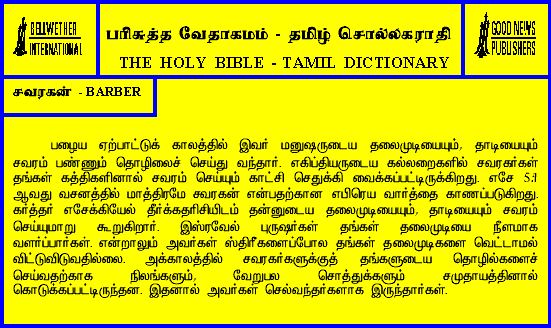 BELLWETHER
INTERNATIONAL
பரிசுத்த வேதாகமம் - தமிழ் சொல்லகராதி
THE HOLY BIBLE - TAMIL DICTIONARY
GOOD NEWS
PUBLISHERS
சவரகன் - BARBER
பழைய ஏற்பாட்டுக் காலத்தில் இவர் மனுஷருடைய தலைமுடியையும், தாடியையும்
சவரம் பண்ணும் தொழிலைச் செய்து வந்தார். எகிப்தியருடைய கல்லறைகளில் சவரகர்கள்
தங்கள் கத்திகளினால் சவரம் செய்யும் காட்சி செதுக்கி வைக்கப்பட்டிருக்கிறது. எசே 5:1
ஆவது வசனத்தில் மாத்திரமே சவரகன் என்பதற்கான எபிரெய வார்த்தை காணப்படுகிறது.
கர்த்தர் எசேக்கியேல் தீர்க்கதரிசியிடம் தன்னுடைய தலைமுடியையும், தாடியையும் சவரம்
செய்யுமாறு கூறுகிறார். இஸ்ரவேல் புருஷர்கள் தங்கள் தலைமுடியை நீளமாக
வளர்ப்பார்கள். என்றாலும் அவர்கள் ஸ்திரீகளைப்போல தங்கள் தலைமுடிகளை வெட்டாமல்
விட்டுவிடுவதில்லை. அக்காலத்தில் சவரகர்களுக்குத் தங்களுடைய தொழில்களைச்
செய்வதற்காக நிலங்களும், வேறுபல சொத்துக்களும் சமுதாயத்தினால்
கொடுக்கப்பட்டிருந்தன. இதனால் அவர்கள் செல்வந்தர்களாக இருந்தார்கள்.